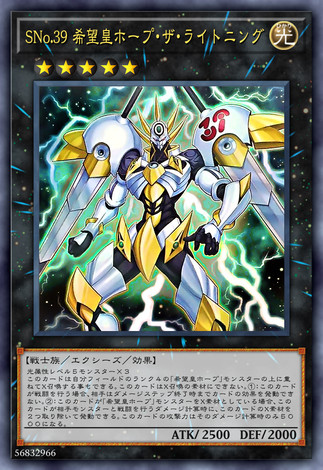 SNo.39 希望皇ホープ・ザ・ライトニング
光
39
【戦士族/エクシーズ/効果】
光属性レベル5モンスター×3
このカードは自分フィールドのランク4の「希望皇ホープ」モンスターの上に重
ねてX召喚する事もできる。このカードはX召喚の素材にできない。①:このカード
が戦闘を行う場合、相手はダメージステップ終了時までカードの効果を発動でき
ない。②:このカードが「希望皇ホープ」モンスターをX素材としている場合、この
カードが相手モンスターと戦闘を行うダメージ計算時に、このカードのX素材を
2つ取り除いて発動できる。このカードの攻撃力はそのダメージ計算時のみ50
00になる。
ATK/ 2500 DEF/2000
56832966